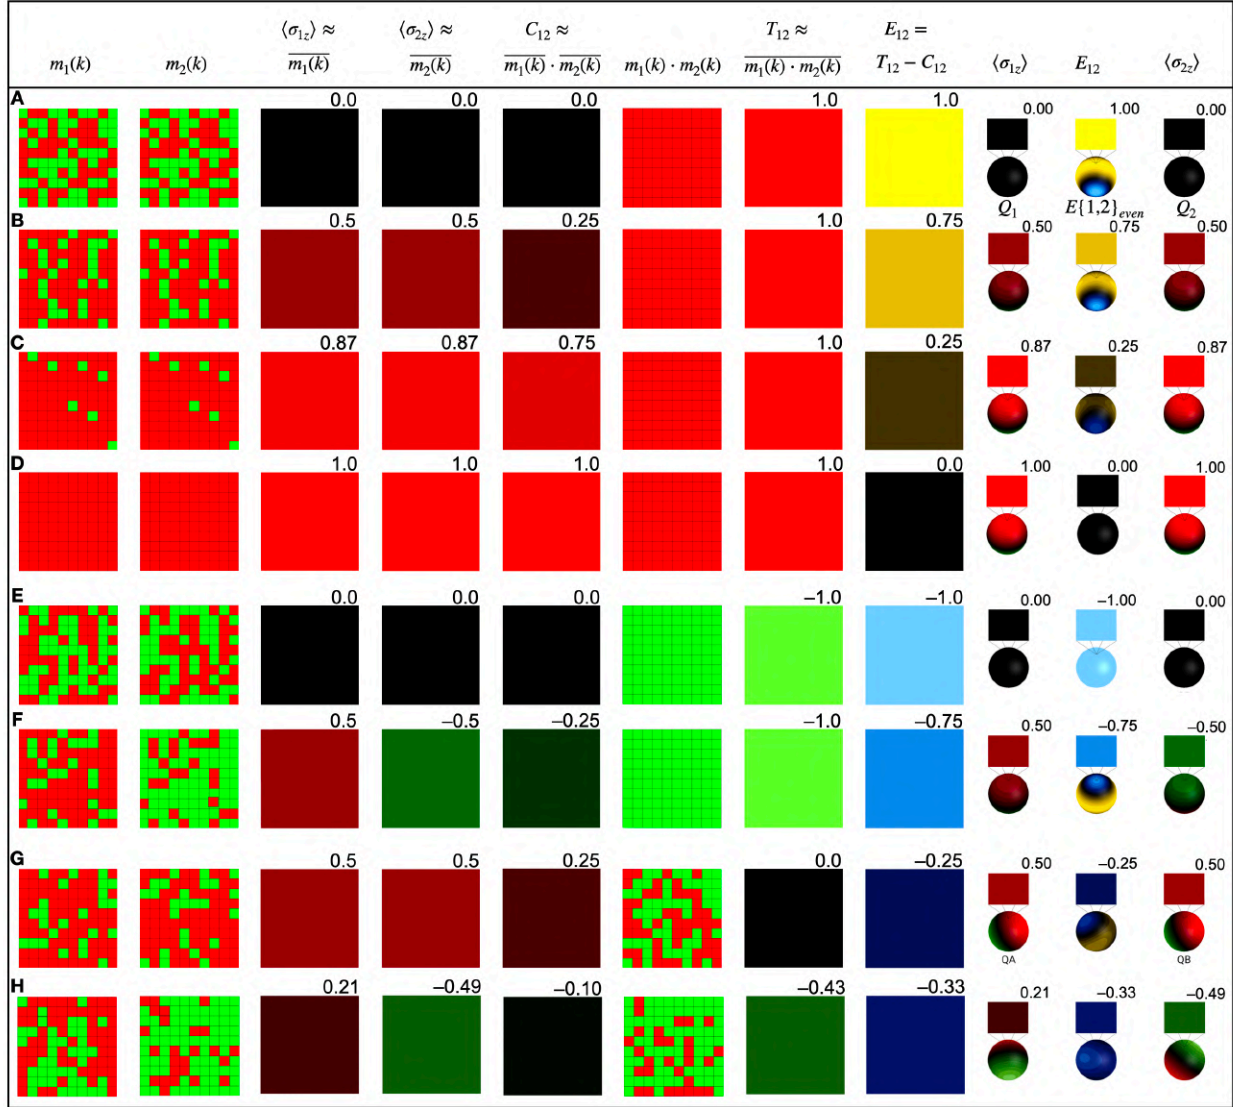 ⟨σ₁z⟩ ≈ ⟨σ₂z⟩ ≈ C₁₂ ≈ T₁₂ ≈ E₁₂ =
m₁(k) m₂(k) m₁(k) m₂(k) m₁(k) · m₂(k) m₁(k) · m₂(k) m₁(k) · m₂(k) T₁₂ − C₁₂ ⟨σ₁z⟩ E₁₂ ⟨σ₂z⟩
A 0.0 0.0 0.0 1.0 1.0 0.00 1.00 0.00
Q₁ E{1,2}even Q₂
B 0.5 0.5 0.25 1.0 0.75 0.50 0.75 0.50
C 0.87 0.87 0.75 1.0 0.25 0.87 0.25 0.87
D 1.0 1.0 1.0 1.0 0.0 1.00 0.00 1.00
E 0.0 0.0 0.0 –1.0 –1.0 0.00 –1.00 0.00
F 0.5 –0.5 –0.25 –1.0 –0.75 0.50 –0.75 –0.50
G 0.5 0.5 0.25 0.0 –0.25 0.50 –0.25 0.50
QA QB
H 0.21 –0.49 –0.10 –0.43 –0.33 0.21 –0.33 –0.49